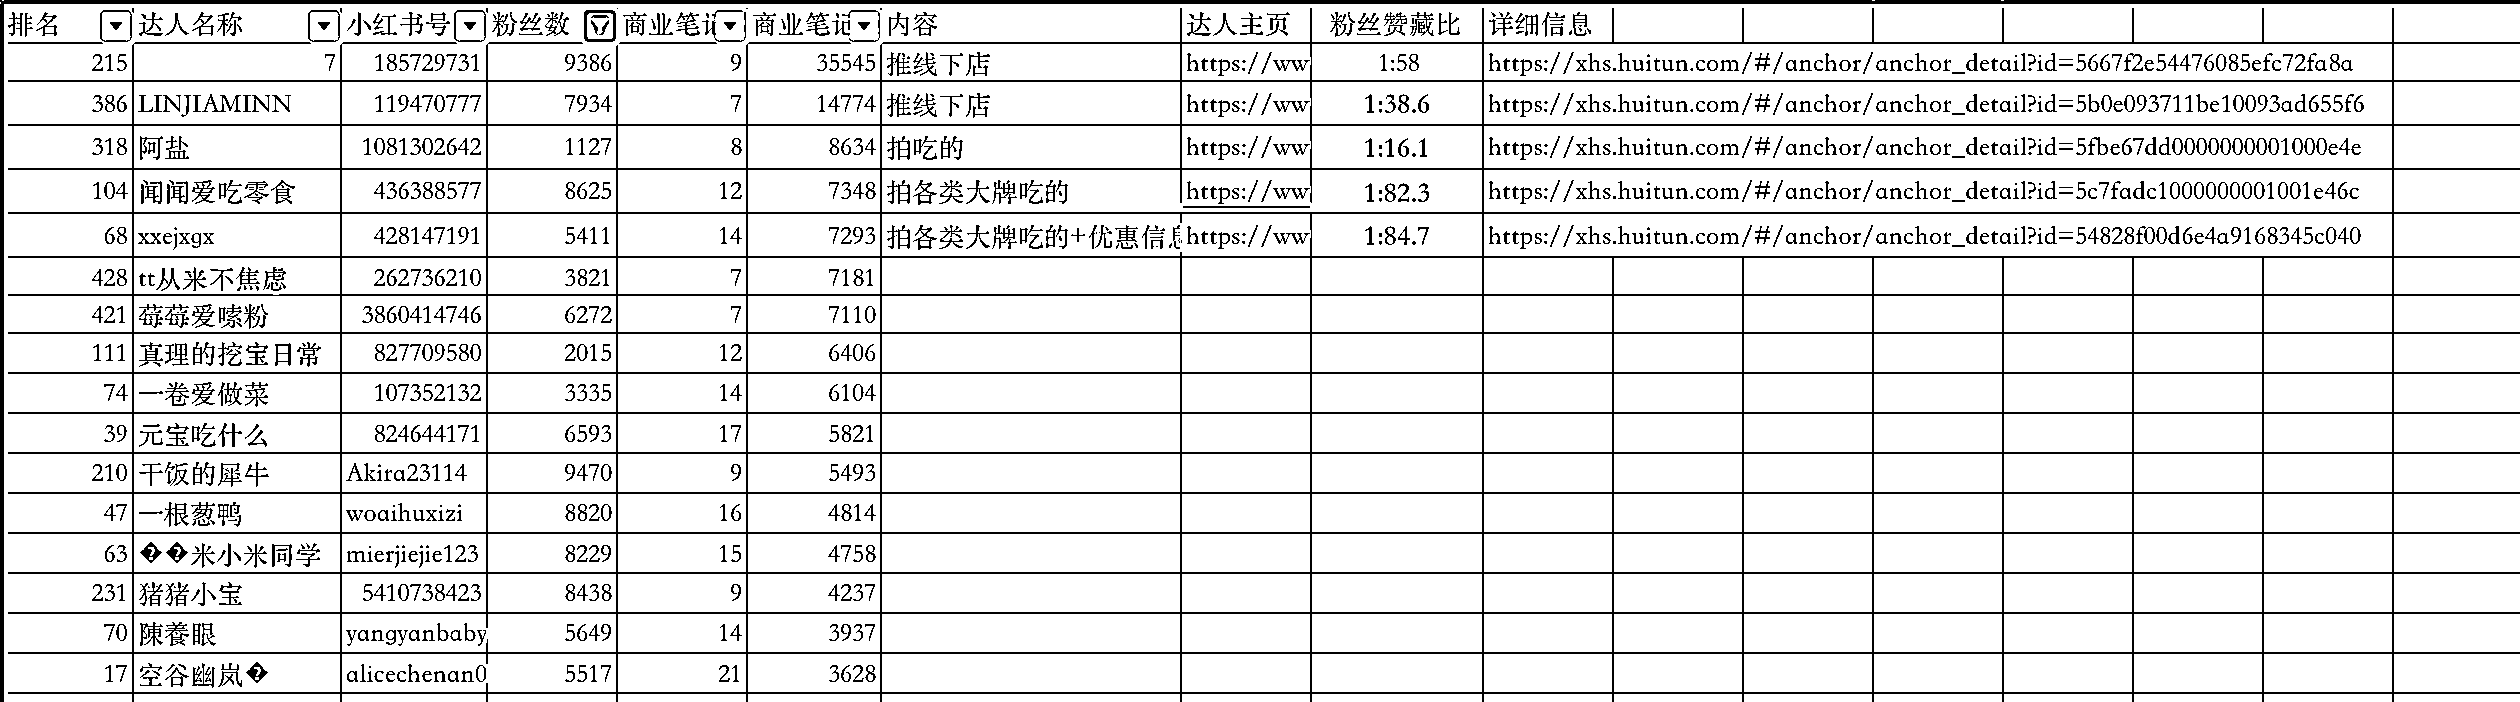 排名 达人名称 小红书号 粉丝数 商业笔记 商业笔记 内容 达人主页 粉丝赞藏比 详细信息
215 7 185729731 9386 9 35545 推线下店 https://ww 1:58 https://xhs.huitun.com/#/anchor/anchor_detail?id=5667f2e54476085efc72fa8a
386 LINJIAMINN 119470777 7934 7 14774 推线下店 https://ww 1:38.6 https://xhs.huitun.com/#/anchor/anchor_detail?id=5b0e093711be10093ad655f6
318 阿盐 1081302642 1127 8 8634 拍吃的 https://ww 1:16.1 https://xhs.huitun.com/#/anchor/anchor_detail?id=5fbe67dd0000000001000e4e
104 闻闻爱吃零食 436388577 8625 12 7348 拍各类大牌吃的 https://ww 1:82.3 https://xhs.huitun.com/#/anchor/anchor_detail?id=5c7fadc1000000001001e46c
68 xxejxgx 428147191 5411 14 7293 拍各类大牌吃的+优惠信息 https://ww 1:84.7 https://xhs.huitun.com/#/anchor/anchor_detail?id=54828f00d6e4a9168345c040
428 tt从来不焦虑 262736210 3821 7 7181
421 莓莓爱嗦粉 3860414746 6272 7 7110
111 真理的挖宝日常 827709580 2015 12 6406
74 一卷爱做菜 107352132 3335 14 6104
39 元宝吃什么 824644171 6593 17 5821
210 干饭的犀牛 Akira23114 9470 9 5493
47 一根葱鸭 woaihuxizi 8820 16 4814
63 ��米小米同学 mierjiejie123 8229 15 4758
231 猪猪小宝 5410738423 8438 9 4237
70 陳養眼 yangyanbaby 5649 14 3937
17 空谷幽岚� alicechenan0 5517 21 3628